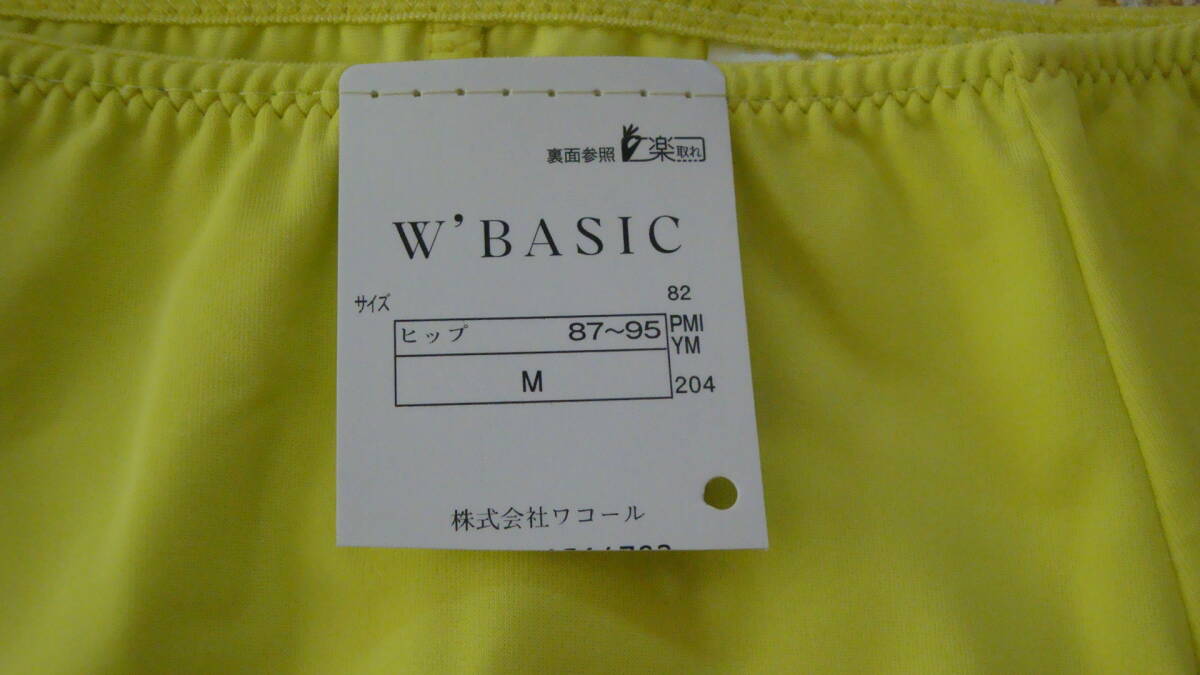 裏面参照 楽取れ
W'BASIC
サイズ 82
ヒップ 87〜95 PMI
YM
M 204
株式会社ワコール